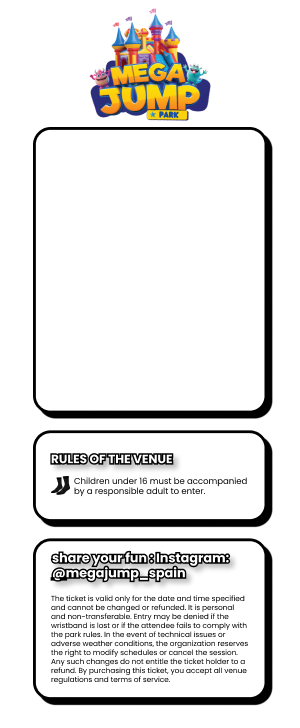 MEGA
JUMP
PARK
RULES OF THE VENUE
Children under 16 must be accompanied
by a responsible adult to enter.
share your fun : Instagram:
@megajump_spain
The ticket is valid only for the date and time specified
and cannot be changed or refunded. It is personal
and non-transferable. Entry may be denied if the
wristband is lost or if the attendee fails to comply with
the park rules. In the event of technical issues or
adverse weather conditions, the organization reserves
the right to modify schedules or cancel the session.
Any such changes do not entitle the ticket holder to a
refund. By purchasing this ticket, you accept all venue
regulations and terms of service.